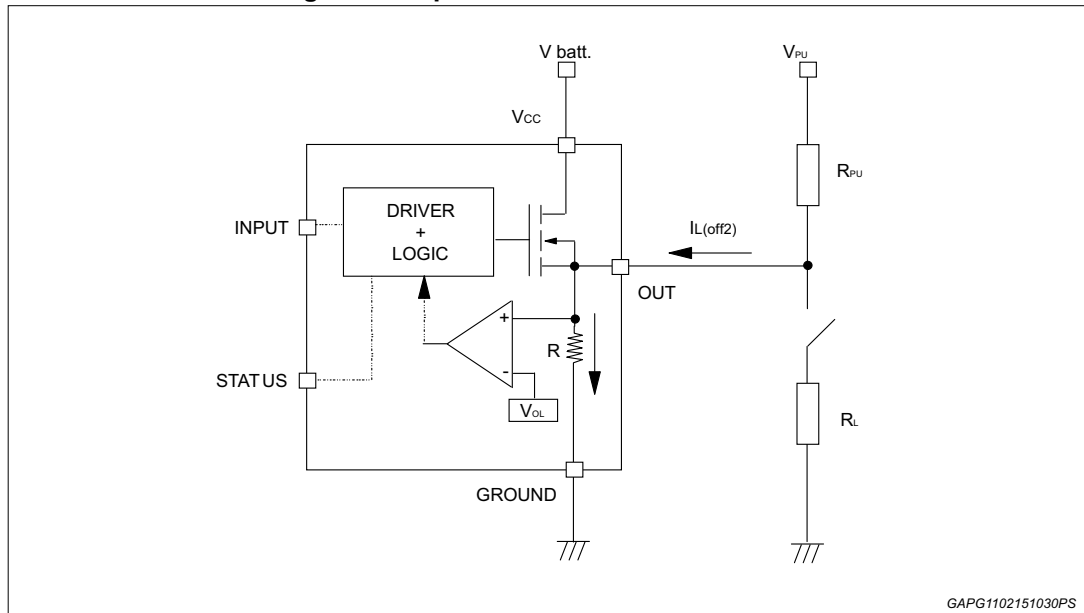 V batt.
VPU
VCC
RPU
DRIVER
+
LOGIC
INPUT
IL(off2)
OUT
+
R
-
STATUS
VOL
RL
GROUND
GAPG1102151030PS